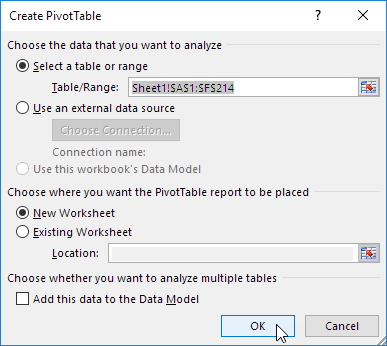 Create PivotTable
? ×
Choose the data that you want to analyze
Select a table or range
Table/Range: Sheet1!$A$1:$F$214
Use an external data source
Choose Connection...
Connection name:
Use this workbook's Data Model
Choose where you want the PivotTable report to be placed
New Worksheet
Existing Worksheet
Location:
Choose whether you want to analyze multiple tables
Add this data to the Data Model
OK Cancel